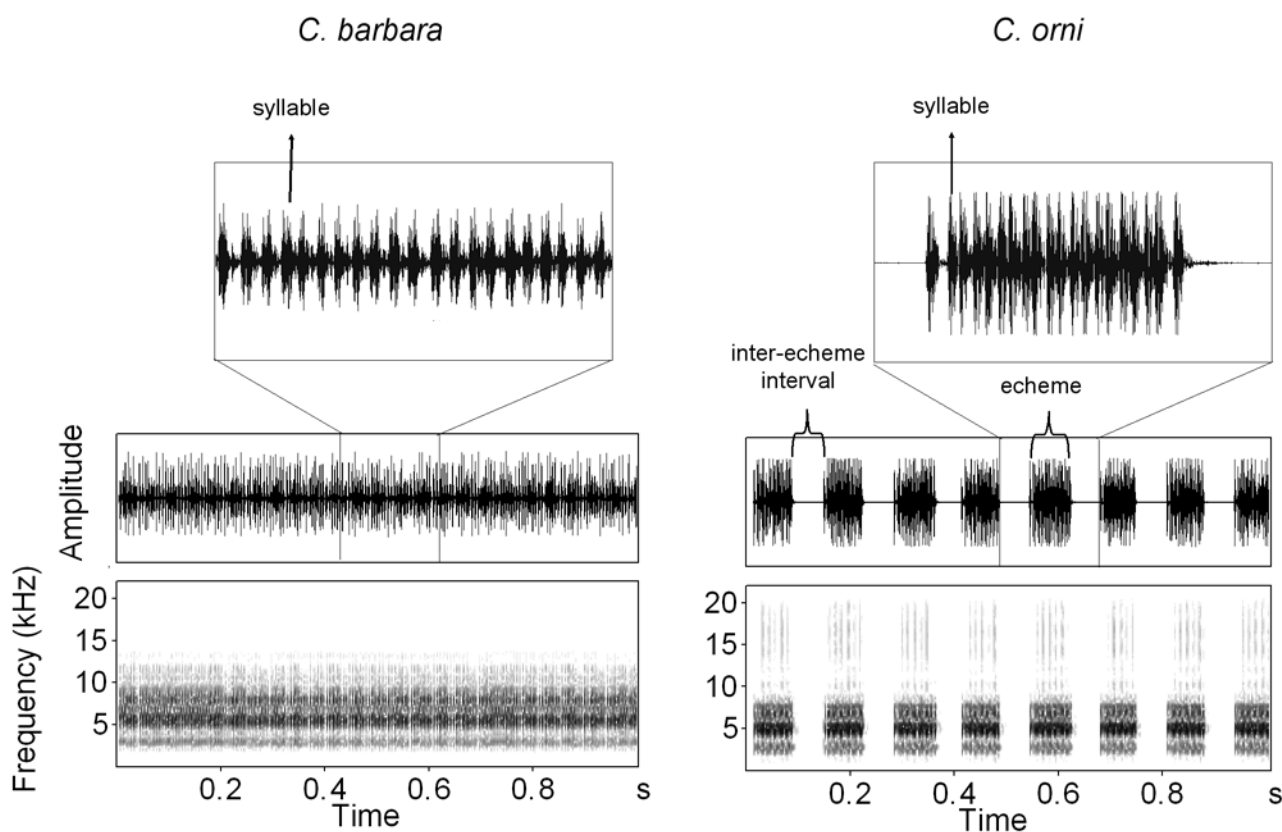 C. barbara
syllable
Amplitude
Frequency (kHz)
20
15
10
5
0.2
0.4
0.6
0.8
s
Time
C. orni
syllable
inter-echeme
interval
echeme
20
15
10
5
0.2
0.4
0.6
0.8
s
Time